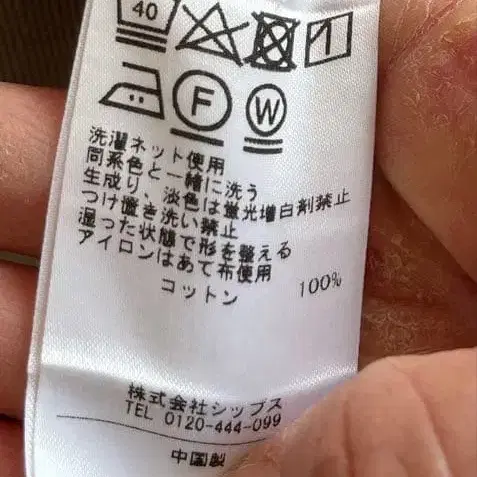 40
F
W
洗濯ネット使用
同系色と一緒に洗う
生成り、淡色は蛍光増白剤禁止
つけ置き洗い禁止
湿った状態で形を整える
アイロンはあて布使用
コットン 100%
株式会社シップス
TEL 0120-444-099
中国製